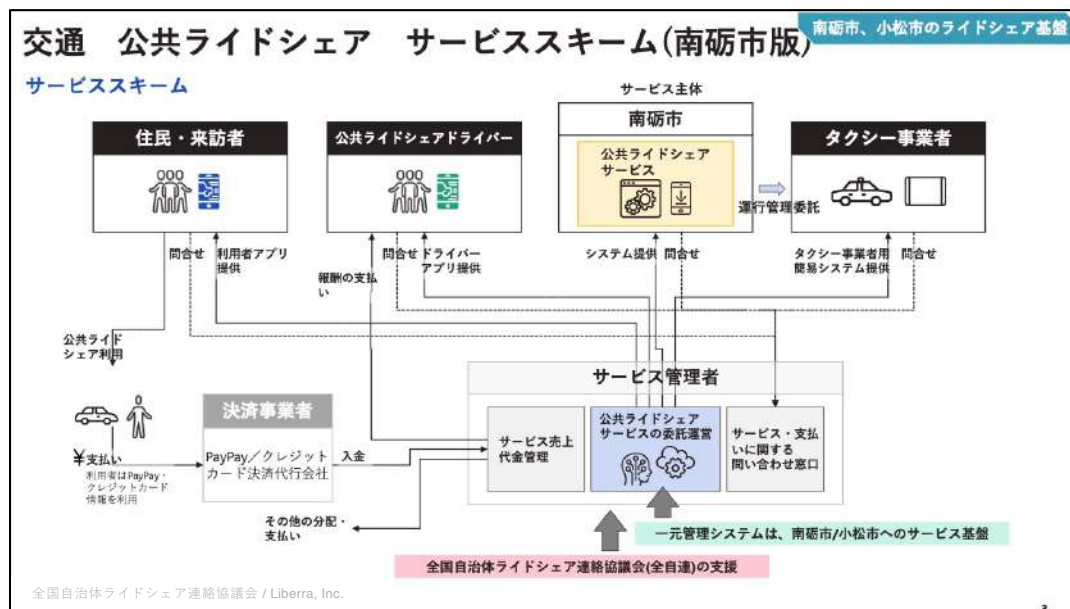 交通　公共ライドシェア　サービススキーム(南砺市版)
南砺市、小松市のライドシェア基盤
サービススキーム
サービス主体
住民・来訪者
公共ライドシェアドライバー
南砺市
公共ライドシェア
サービス
運行管理委託
タクシー事業者
問合せ
利用者アプリ
提供
報酬の支払
い
問合せ
ドライバー
アプリ提供
システム提供
問合せ
タクシー事業者用
簡易システム提供
問合せ
公共ライド
シェア利用
サービス管理者
決済事業者
PayPay／クレジット
カード決済代行会社
¥支払い
利用者はPayPay・
クレジットカード
情報を利用
入金
サービス売上
代金管理
公共ライドシェア
サービスの委託運営
サービス・支払
いに関する
問い合わせ窓口
その他の分配・
支払い
一元管理システムは、南砺市/小松市へのサービス基盤
全国自治体ライドシェア連絡協議会(全自連)の支援
全国自治体ライドシェア連絡協議会 / Liberra, Inc.